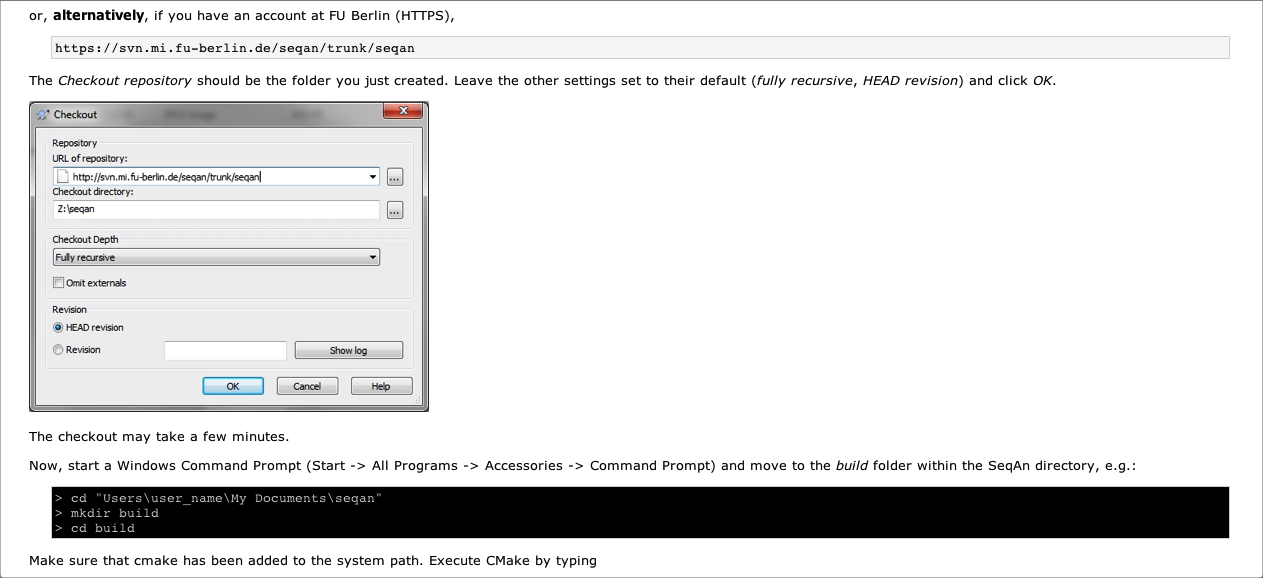 or, alternatively, if you have an account at FU Berlin (HTTPS),
https://svn.mi.fu-berlin.de/seqan/trunk/seqan
The Checkout repository should be the folder you just created. Leave the other settings set to their default (fully recursive, HEAD revision) and click OK.
Checkout
Repository
URL of repository:
http://svn.mi.fu-berlin.de/seqan/trunk/seqan
...
Checkout directory:
Z:\seqan
...
Checkout Depth
Fully recursive
Omit externals
Revision
HEAD revision
Revision
Show log
OK Cancel Help
The checkout may take a few minutes.
Now, start a Windows Command Prompt (Start -> All Programs -> Accessories -> Command Prompt) and move to the build folder within the SeqAn directory, e.g.:
> cd "Users\user_name\My Documents\seqan"
> mkdir build
> cd build
Make sure that cmake has been added to the system path. Execute CMake by typing